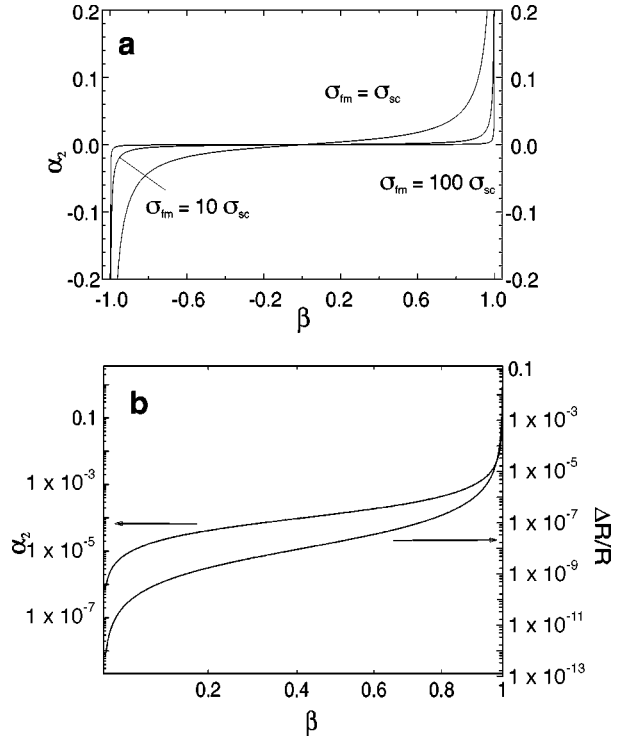 a
0.2
0.1
0.0
-0.1
-0.2
α₂
σfm = σsc
σfm = 100 σsc
σfm = 10 σsc
0.2
0.1
0.0
-0.1
-0.2
-1.0 -0.6 -0.2 0.2 0.6 1.0
β
b
0.1
1 x 10⁻³
1 x 10⁻⁵
1 x 10⁻⁷
α₂
0.1
1 x 10⁻³
1 x 10⁻⁵
1 x 10⁻⁷
1 x 10⁻⁹
1 x 10⁻¹¹
1 x 10⁻¹³
ΔR/R
0.2 0.4 0.6 0.8 1
β